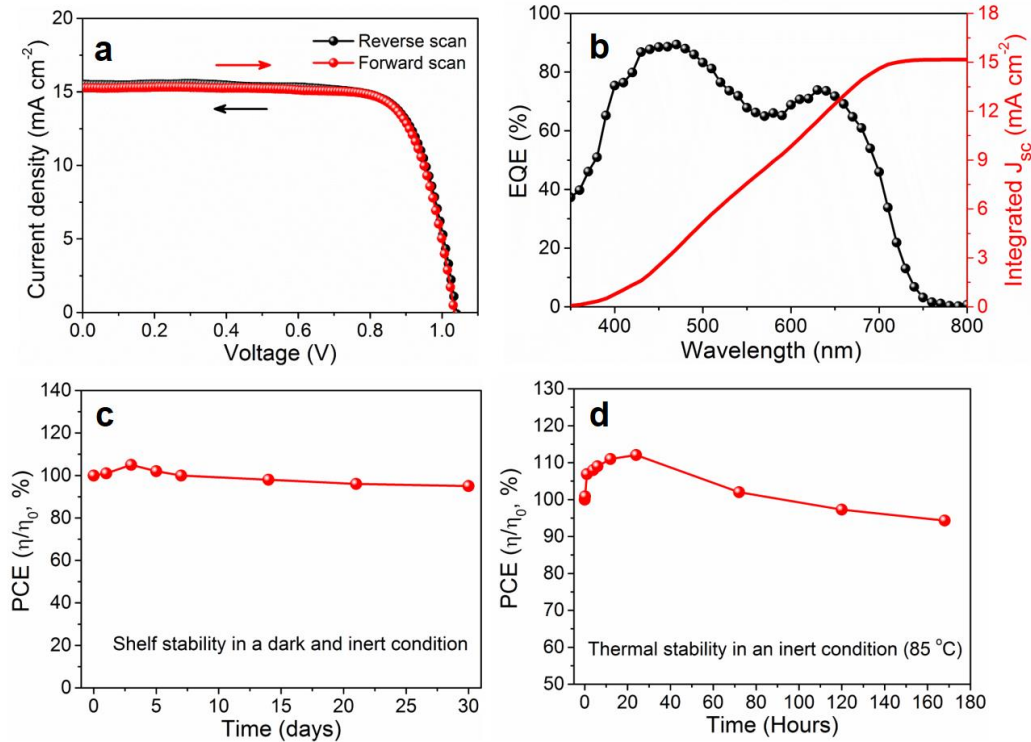 a
Reverse scan
Forward scan
Current density (mA cm-2)
20
15
10
5
0
0.0 0.2 0.4 0.6 0.8 1.0
Voltage (V)
b
EQE (%)
100
80
60
40
20
0
400 500 600 700 800
Wavelength (nm)
18
15
12
9
6
3
0
Integrated Jsc (mA cm-2)
c
PCE (η/η0, %)
140
120
100
80
60
40
20
0
Shelf stability in a dark and inert condition
0 5 10 15 20 25 30
Time (days)
d
PCE (η/η0, %)
130
120
110
100
90
80
70
60
50
Thermal stability in an inert condition (85 °C)
0 20 40 60 80 100 120 140 160 180
Time (Hours)